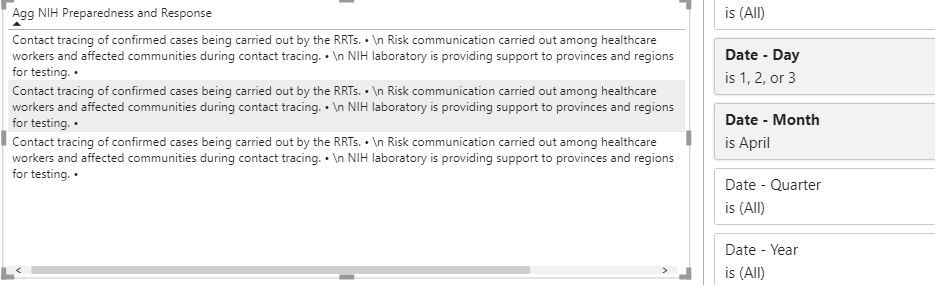 Agg NIH Preparedness and Response
Contact tracing of confirmed cases being carried out by the RRTs. • \n Risk communication carried out among healthcare
workers and affected communities during contact tracing. • \n NIH laboratory is providing support to provinces and regions
for testing. •
Contact tracing of confirmed cases being carried out by the RRTs. • \n Risk communication carried out among healthcare
workers and affected communities during contact tracing. • \n NIH laboratory is providing support to provinces and regions
for testing. •
Contact tracing of confirmed cases being carried out by the RRTs. • \n Risk communication carried out among healthcare
workers and affected communities during contact tracing. • \n NIH laboratory is providing support to provinces and regions
for testing. •
is (All)
Date - Day
is 1, 2, or 3
Date - Month
is April
Date - Quarter
is (All)
Date - Year
is (All)